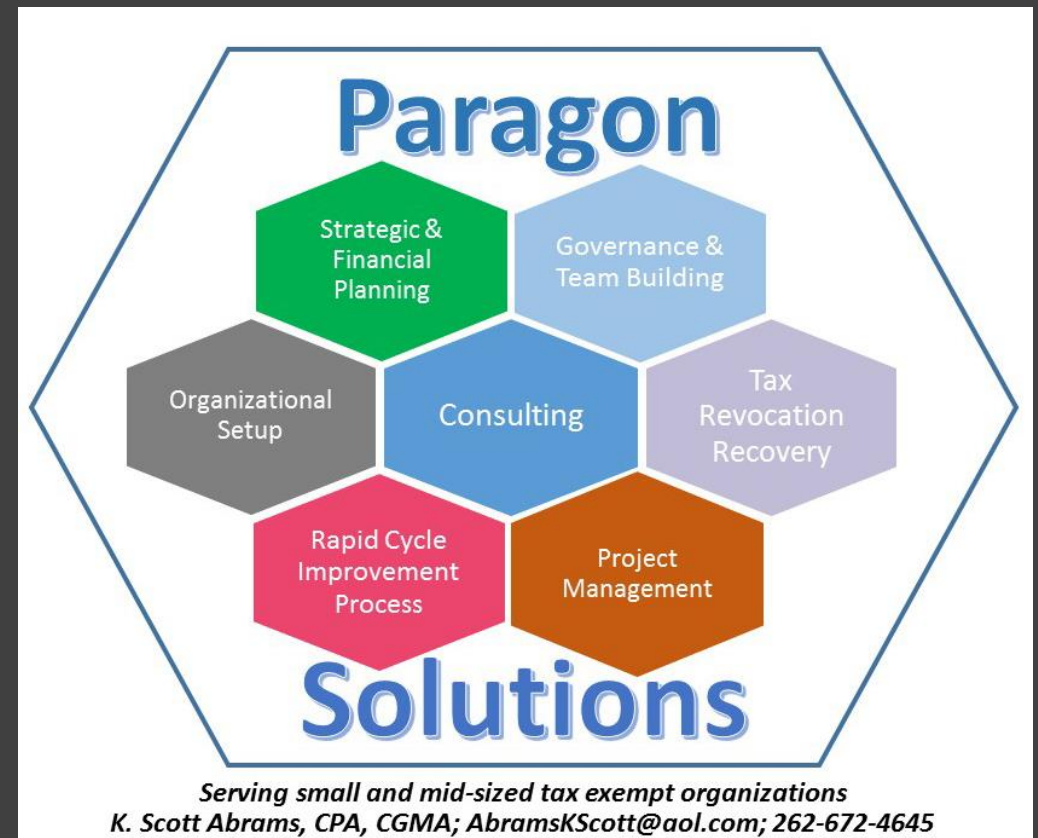 Paragon
Strategic &
Financial
Planning
Governance &
Team Building
Organizational
Setup
Consulting
Tax
Revocation
Recovery
Rapid Cycle
Improvement
Process
Project
Management
Solutions
Serving small and mid-sized tax exempt organizations
K. Scott Abrams, CPA, CGMA; AbramsKScott@aol.com; 262-672-4645